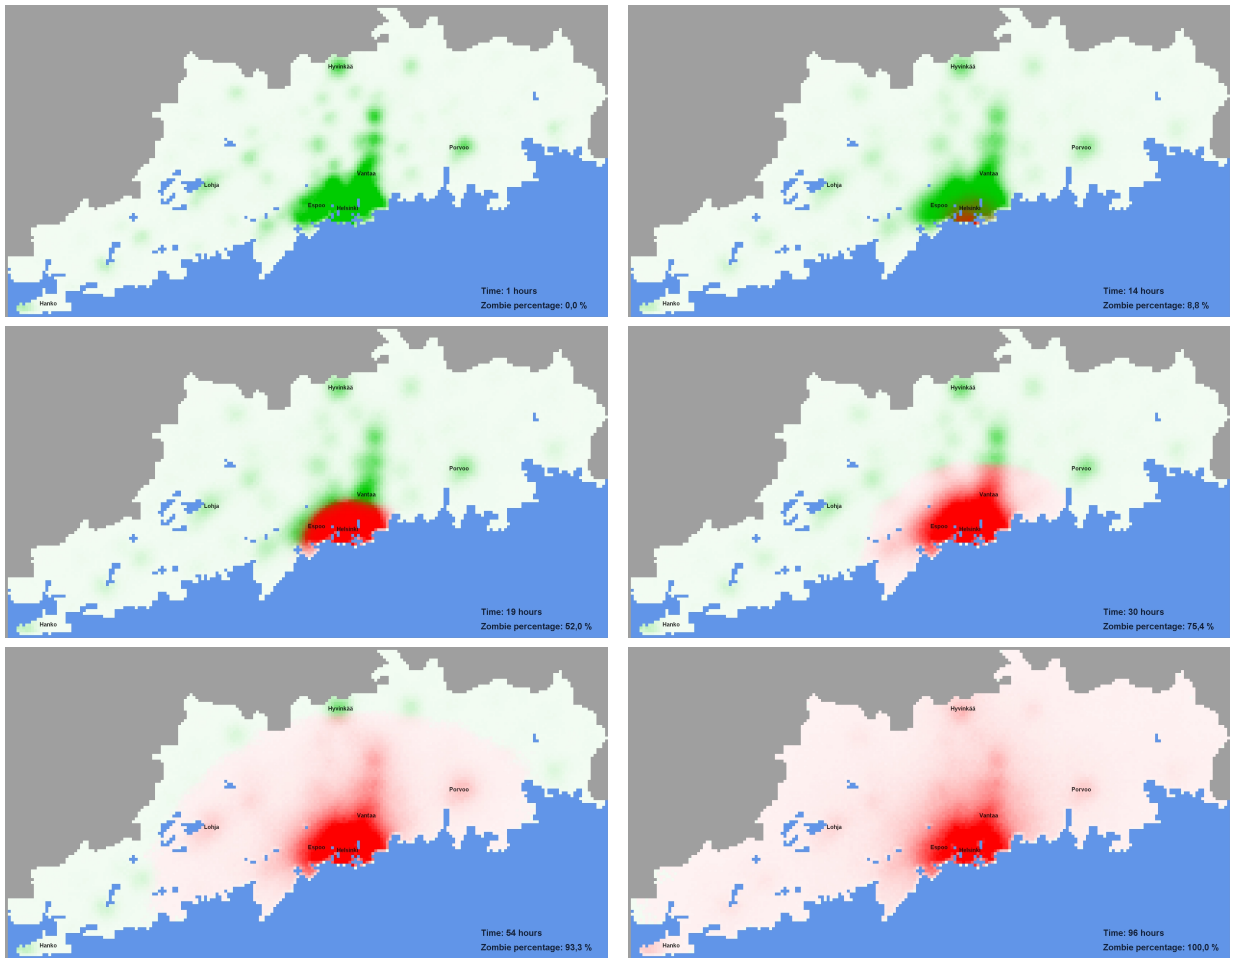 Hyvinkää
Porvoo
Vantaa
Lohja
Espoo
Helsinki
Hanko
Time: 1 hours
Zombie percentage: 0,0 %
Hyvinkää
Porvoo
Vantaa
Lohja
Espoo
Helsinki
Hanko
Time: 14 hours
Zombie percentage: 8,8 %
Hyvinkää
Porvoo
Vantaa
Lohja
Espoo
Helsinki
Hanko
Time: 19 hours
Zombie percentage: 52,0 %
Hyvinkää
Porvoo
Vantaa
Lohja
Espoo
Helsinki
Hanko
Time: 30 hours
Zombie percentage: 75,4 %
Hyvinkää
Porvoo
Vantaa
Lohja
Espoo
Helsinki
Hanko
Time: 54 hours
Zombie percentage: 93,3 %
Hyvinkää
Porvoo
Vantaa
Lohja
Espoo
Helsinki
Hanko
Time: 96 hours
Zombie percentage: 100,0 %